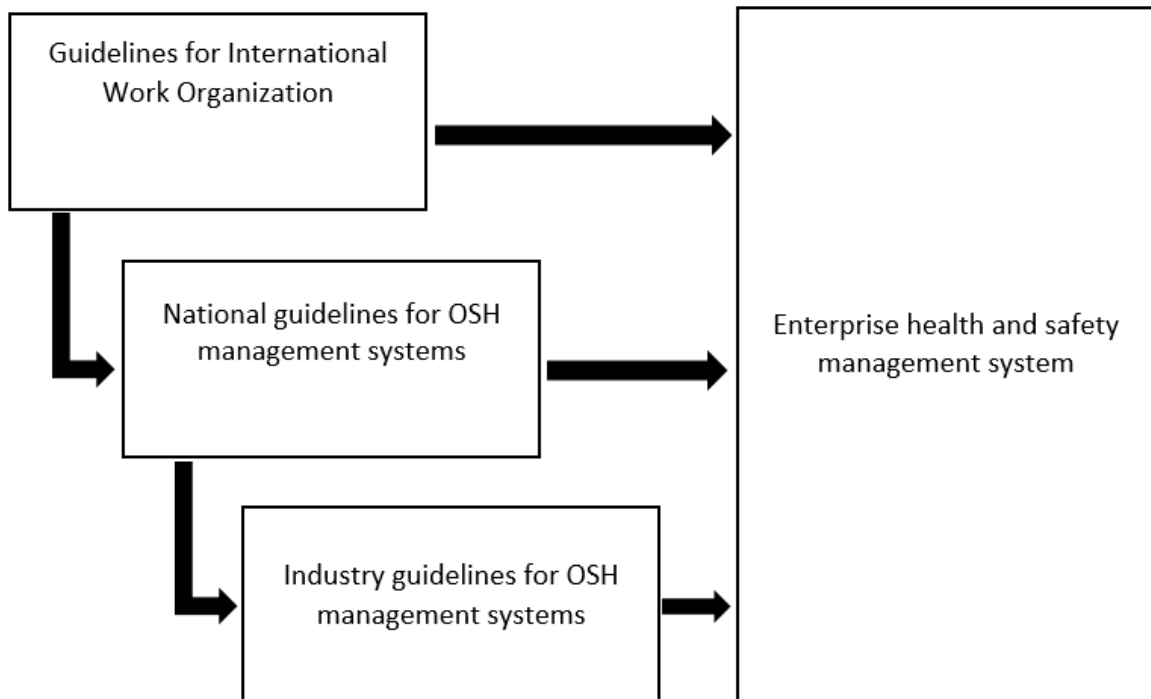 Guidelines for International
Work Organization
National guidelines for OSH
management systems
Industry guidelines for OSH
management systems
Enterprise health and safety
management system